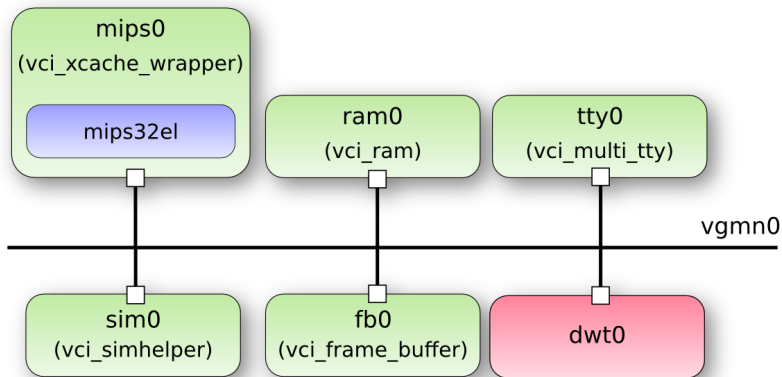 mips0
(vci_xcache_wrapper)
mips32el
ram0
(vci_ram)
tty0
(vci_multi_tty)
vgmn0
sim0
(vci_simhelper)
fb0
(vci_frame_buffer)
dwt0